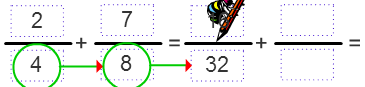 2 7
+ = + =
4 8 32